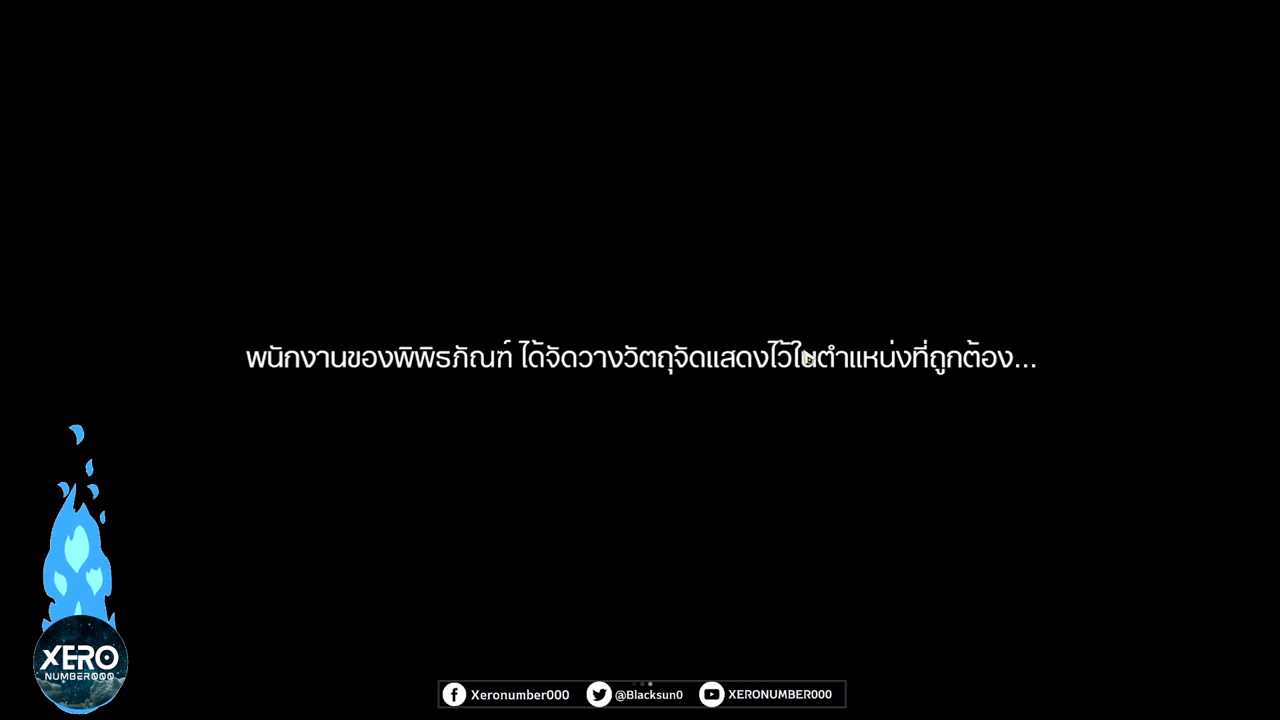 พนักงานของพิพิธภัณฑ์ ได้จัดวางวัตถุจัดแสดงไว้ในตำแหน่งที่ถูกต้อง...
XERO
NUMBER000
Xeronumber000 @Blacksun0 XERONUMBER000